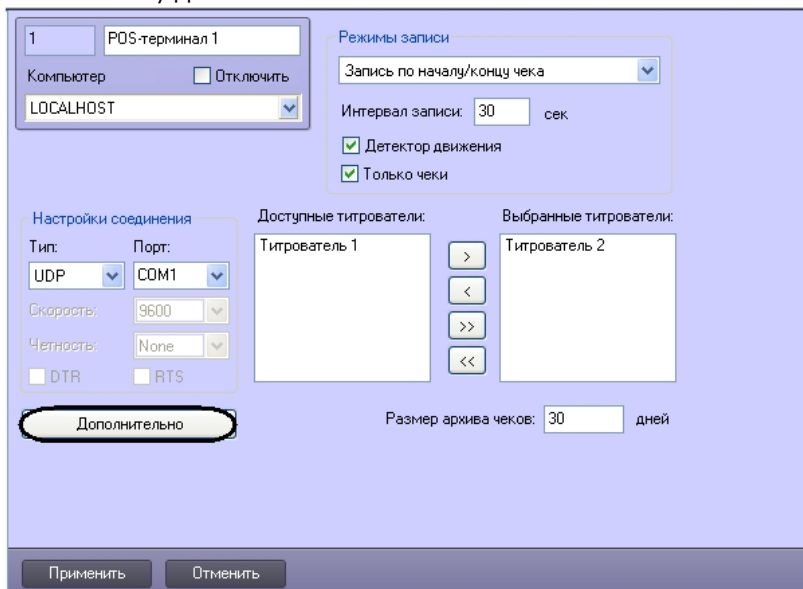 1 POS-терминал 1
Компьютер Отключить
LOCALHOST
Режимы записи
Запись по началу/концу чека
Интервал записи: 30 сек
Детектор движения
Только чеки
Настройки соединения
Тип: Порт:
UDP COM1
Скорость: 9600
Четность: None
DTR RTS
Дополнительно
Доступные титрователи:
Титрователь 1
>
<
>>
<<
Выбранные титрователи:
Титрователь 2
Размер архива чеков: 30 дней
Применить Отменить